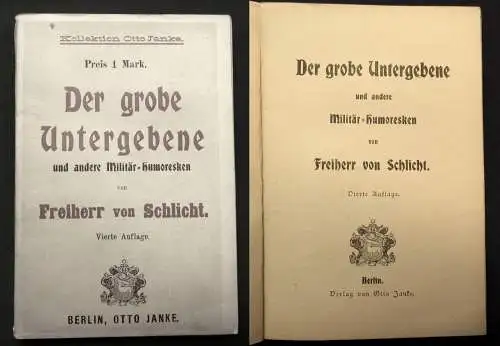 Kollektion Otto Janke.
Preis 1 Mark.
Der grobe
Untergebene
und andere Militär-Humoresken
von
Freiherr von Schlicht.
Vierte Auflage.
BERLIN, OTTO JANKE.
Der grobe Untergebene
und andere
Militär-Humoresken
von
Freiherr von Schlicht.
Vierte Auflage.
Berlin.
Verlag von Otto Janke.